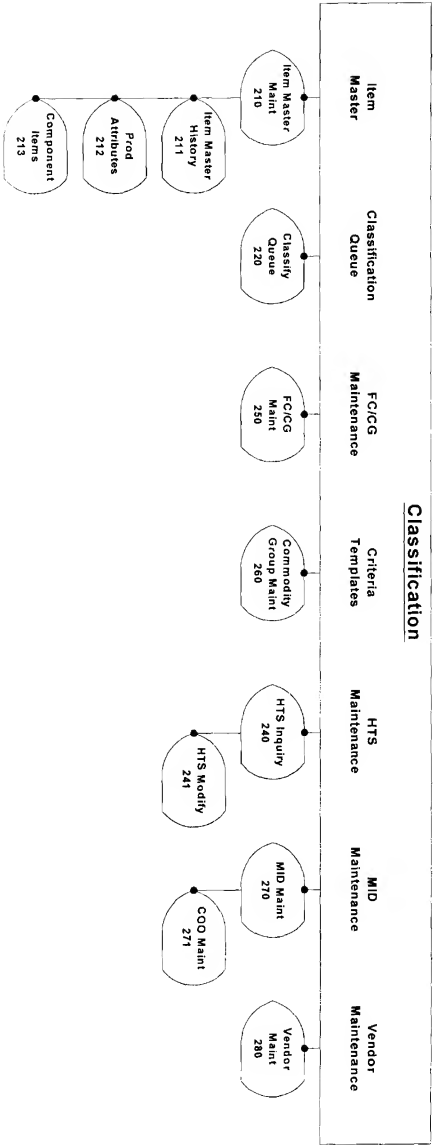 Classification
Item
Master
Classification
Queue
FC/CG
Maintenance
Criteria
Templates
HTS
Maintenance
MID
Maintenance
Vendor
Maintenance
Item Master
Maint
210
Item Master
History
211
Prod
Attributes
212
Component
Items
213
Classify
Queue
220
FC/CG
Maint
250
Commodity
Group Maint
260
HTS Inquiry
240
HTS Modify
241
MID Maint
270
COO Maint
271
Vendor
Maint
280